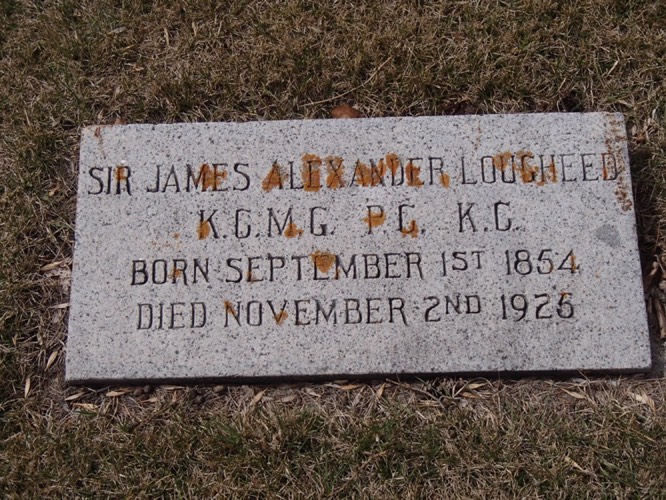 SIR JAMES ALEXANDER LOUGHEED
K.C.M.G. P.C. K.C.
BORN SEPTEMBER 1ST 1854
DIED NOVEMBER 2ND 1925